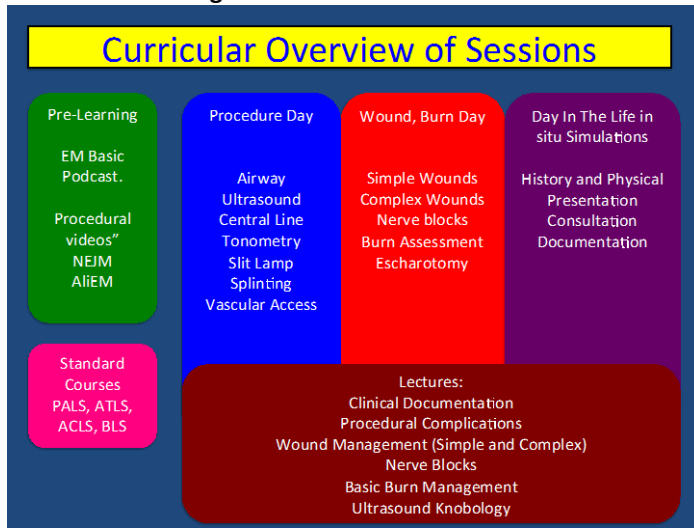 Curricular Overview of Sessions
Pre-Learning
EM Basic
Podcast.
Procedural
videos”
NEJM
AliEM
Standard
Courses
PALS, ATLS,
ACLS, BLS
Procedure Day
Airway
Ultrasound
Central Line
Tonometry
Slit Lamp
Splinting
Vascular Access
Wound, Burn Day
Simple Wounds
Complex Wounds
Nerve blocks
Burn Assessment
Escharotomy
Day In The Life in
situ Simulations
History and Physical
Presentation
Consultation
Documentation
Lectures:
Clinical Documentation
Procedural Complications
Wound Management (Simple and Complex)
Nerve Blocks
Basic Burn Management
Ultrasound Knobology